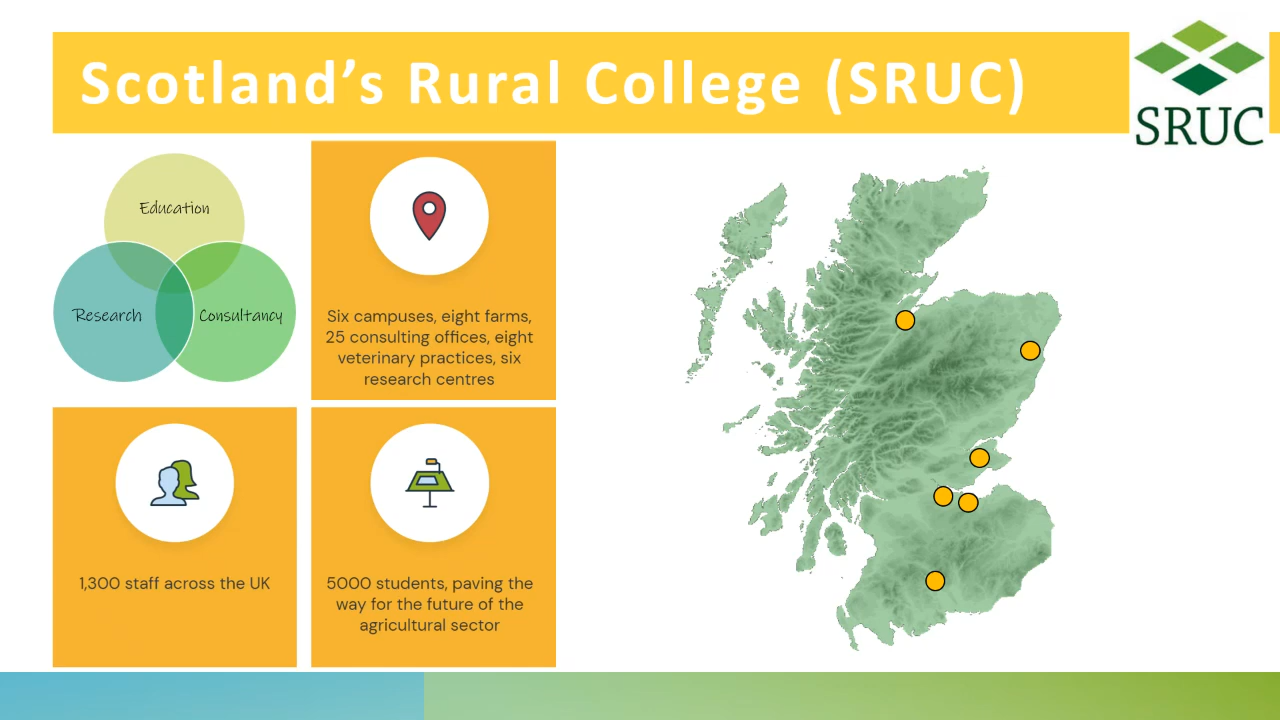 Scotland’s Rural College (SRUC)
SRUC
Education
Research
Consultancy
Six campuses, eight farms,
25 consulting offices, eight
veterinary practices, six
research centres
1,300 staff across the UK
5000 students, paving the
way for the future of the
agricultural sector